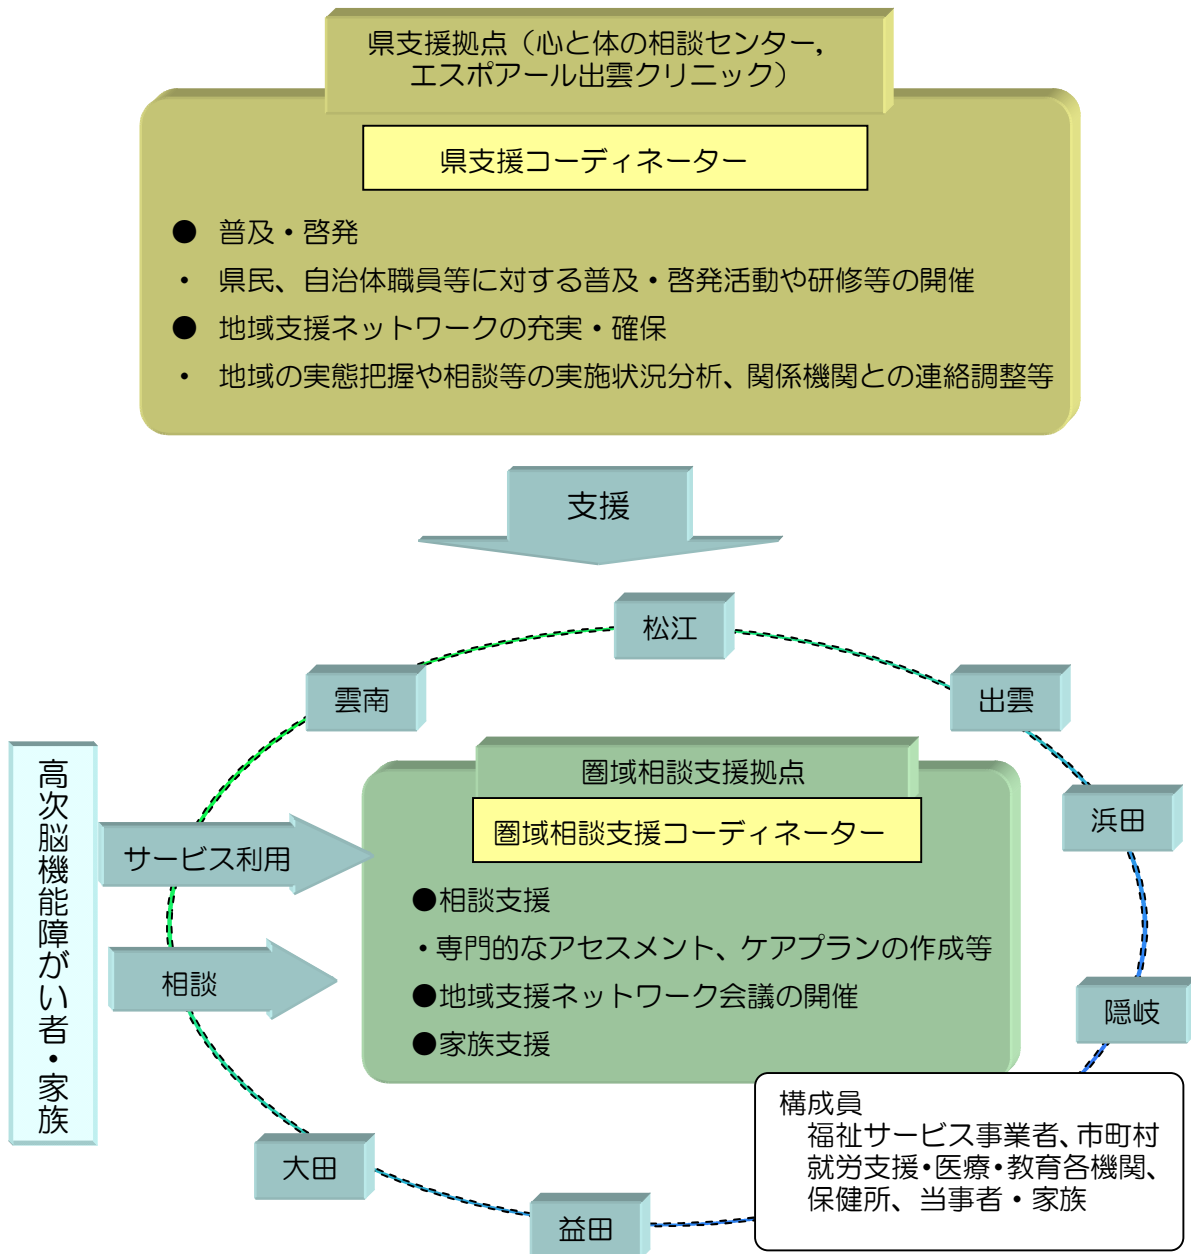 県支援拠点（心と体の相談センター，
エスポアール出雲クリニック）
県支援コーディネーター
● 普及・啓発
・ 県民、自治体職員等に対する普及・啓発活動や研修等の開催
● 地域支援ネットワークの充実・確保
・ 地域の実態把握や相談等の実施状況分析、関係機関との連絡調整等
支援
松江
雲南
出雲
浜田
隠岐
高次脳機能障がい者・家族
サービス利用
相談
圏域相談支援拠点
圏域相談支援コーディネーター
●相談支援
・専門的なアセスメント、ケアプランの作成等
●地域支援ネットワーク会議の開催
●家族支援
構成員
福祉サービス事業者、市町村
就労支援・医療・教育各機関、
保健所、当事者・家族
大田
益田